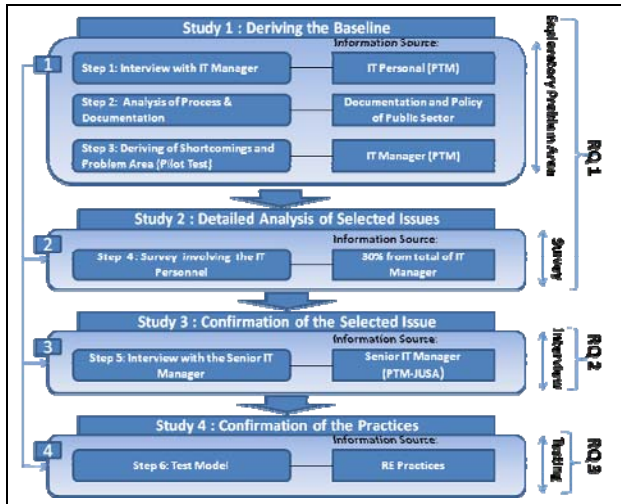 Study 1 : Deriving the Baseline
Information Source:
1
Step 1: Interview with IT Manager
IT Personal (PTM)
Step 2: Analysis of Process &
Documentation
Documentation and Policy
of Public Sector
Step 3: Deriving of Shortcomings and
Problem Area (Pilot Test)
IT Manager (PTM)
Exploratory Problem Area
RQ 1
Study 2 : Detailed Analysis of Selected Issues
Information Source:
2
Step 4: Survey involving the IT
Personnel
30% from total of IT
Manager
Survey
Study 3 : Confirmation of the Selected Issue
Information Source:
3
Step 5: Interview with the Senior IT
Manager
Senior IT Manager
(PTM-JUSA)
Interview
RQ 2
Study 4 : Confirmation of the Practices
Information Source:
4
Step 6: Test Model
RE Practices
Testing
RQ 3